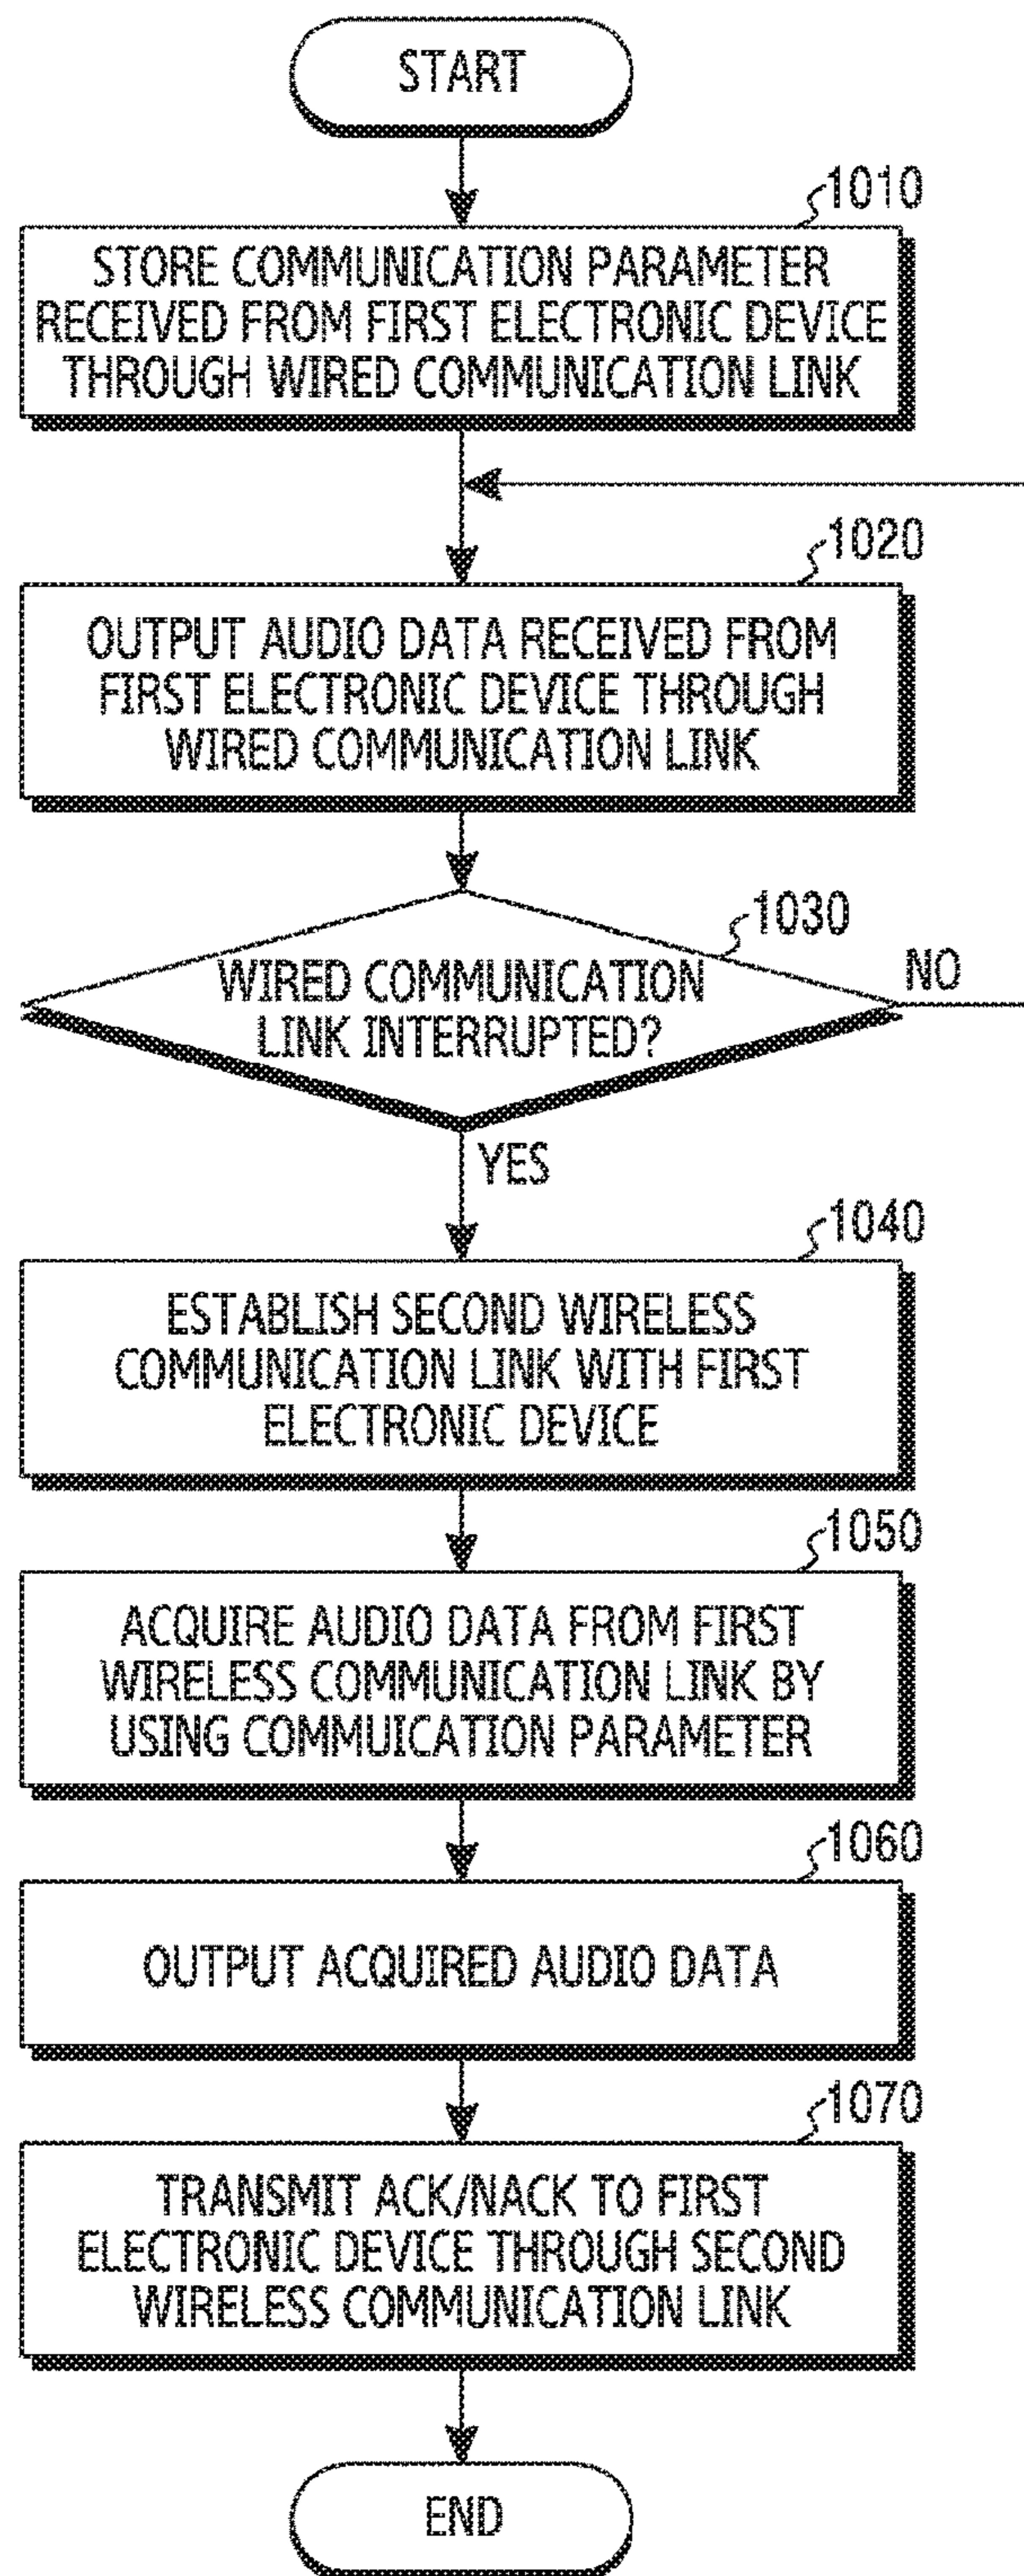 START
1010
STORE COMMUNICATION PARAMETER
RECEIVED FROM FIRST ELECTRONIC DEVICE
THROUGH WIRED COMMUNICATION LINK
1020
OUTPUT AUDIO DATA RECEIVED FROM
FIRST ELECTRONIC DEVICE THROUGH
WIRED COMMUNICATION LINK
1030
WIRED COMMUNICATION
LINK INTERRUPTED?
NO
YES
1040
ESTABLISH SECOND WIRELESS
COMMUNICATION LINK WITH FIRST
ELECTRONIC DEVICE
1050
ACQUIRE AUDIO DATA FROM FIRST
WIRELESS COMMUNICATION LINK BY
USING COMMUICATION PARAMETER
1060
OUTPUT ACQUIRED AUDIO DATA
1070
TRANSMIT ACK/NACK TO FIRST
ELECTRONIC DEVICE THROUGH SECOND
WIRELESS COMMUNICATION LINK
END